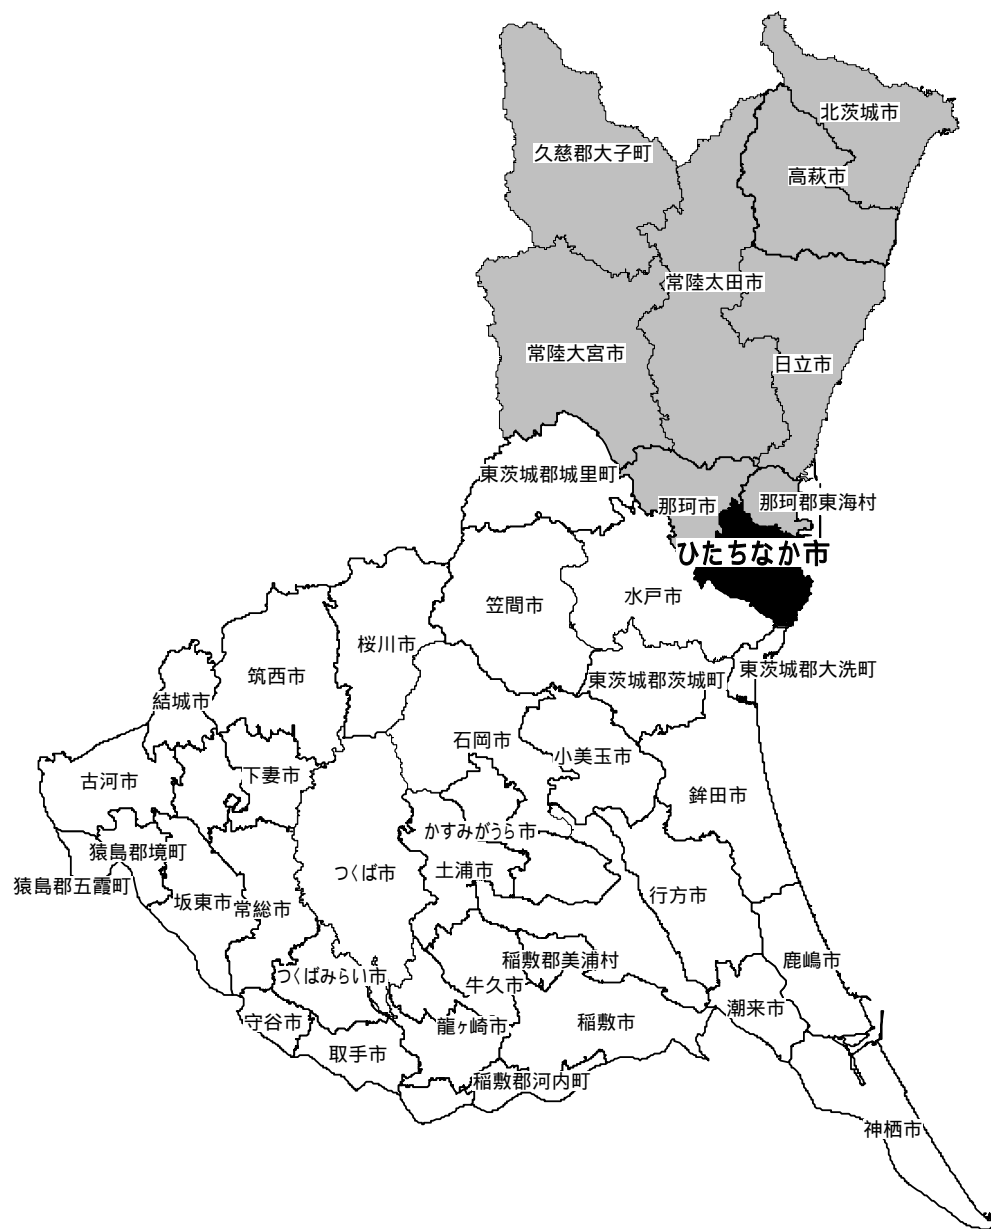 北茨城市
久慈郡大子町
高萩市
常陸太田市
常陸大宮市
日立市
東茨城郡城里町
那珂市
那珂郡東海村
ひたちなか市
水戸市
笠間市
桜川市
東茨城郡大洗町
筑西市
東茨城郡茨城町
結城市
石岡市
小美玉市
下妻市
古河市
鉾田市
かすみがうら市
猿島郡境町
土浦市
つくば市
猿島郡五霞町
行方市
坂東市
常総市
稲敷郡美浦村
鹿嶋市
つくばみらい市
牛久市
潮来市
守谷市
龍ヶ崎市
稲敷市
取手市
稲敷郡河内町
神栖市